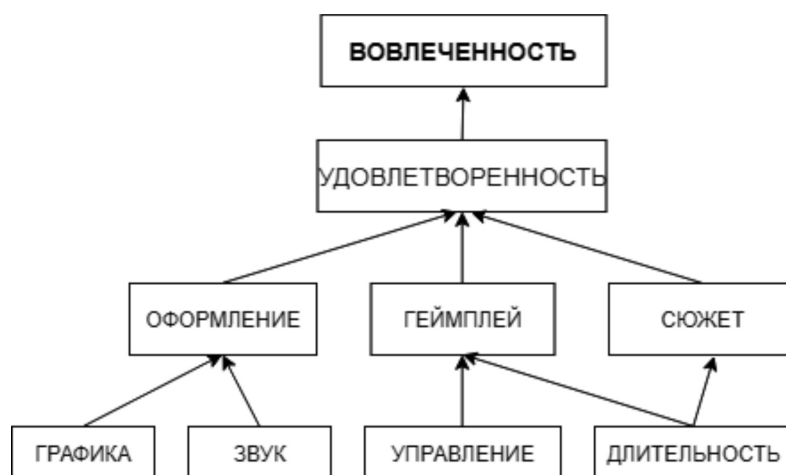 ВОВЛЕЧЕННОСТЬ
УДОВЛЕТВОРЕННОСТЬ
ОФОРМЛЕНИЕ
ГЕЙМПЛЕЙ
СЮЖЕТ
ГРАФИКА
ЗВУК
УПРАВЛЕНИЕ
ДЛИТЕЛЬНОСТЬ